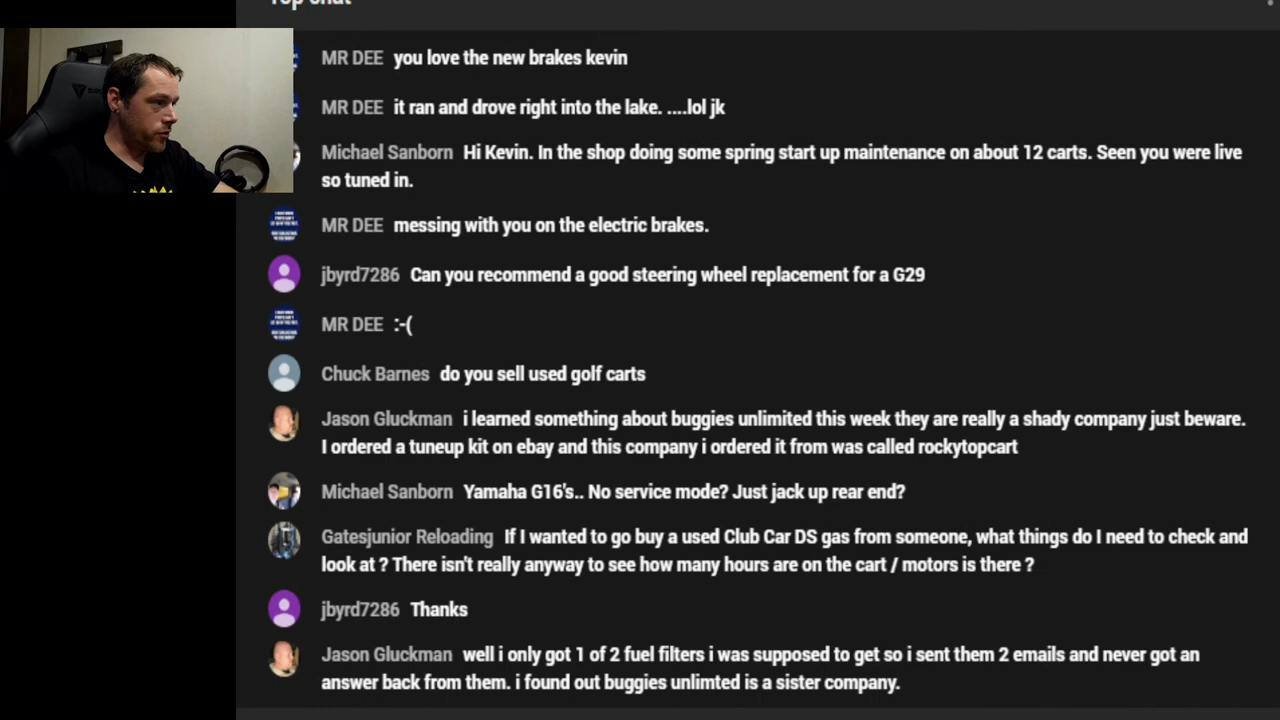 Top chat
MR DEE you love the new brakes kevin
MR DEE it ran and drove right into the lake. ....lol jk
Michael Sanborn Hi Kevin. In the shop doing some spring start up maintenance on about 12 carts. Seen you were live
so tuned in.
MR DEE messing with you on the electric brakes.
jbyrd7286 Can you recommend a good steering wheel replacement for a G29
MR DEE :-(
Chuck Barnes do you sell used golf carts
Jason Gluckman i learned something about buggies unlimited this week they are really a shady company just beware.
I ordered a tuneup kit on ebay and this company i ordered it from was called rockytopcart
Michael Sanborn Yamaha G16's.. No service mode? Just jack up rear end?
Gatesjunior Reloading If I wanted to go buy a used Club Car DS gas from someone, what things do I need to check and
look at ? There isn't really anyway to see how many hours are on the cart / motors is there ?
jbyrd7286 Thanks
Jason Gluckman well i only got 1 of 2 fuel filters i was supposed to get so i sent them 2 emails and never got an
answer back from them. i found out buggies unlimted is a sister company.